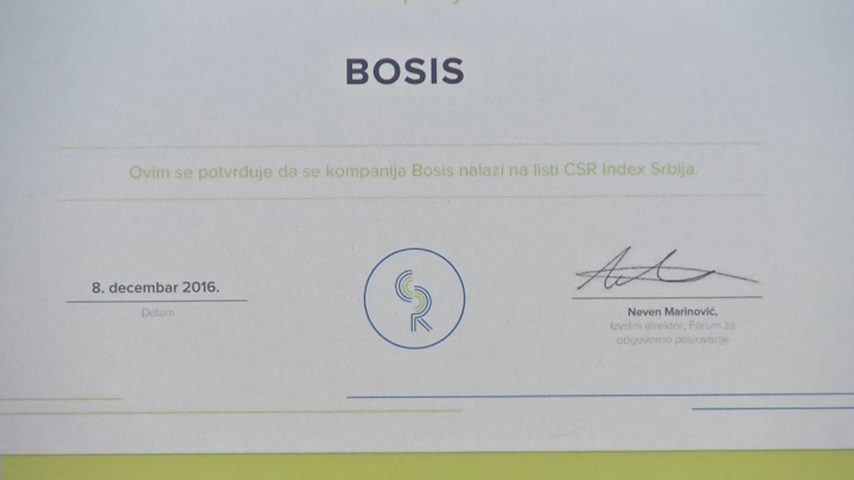 BOSIS
Ovim se potvrđuje da se kompanija Bosis nalazi na listi CSR Index Srbija.
8. decembar 2016.
Datum
CSR
Neven Marinović,
Izvršni direktor, Forum za
odgovorno poslovanje